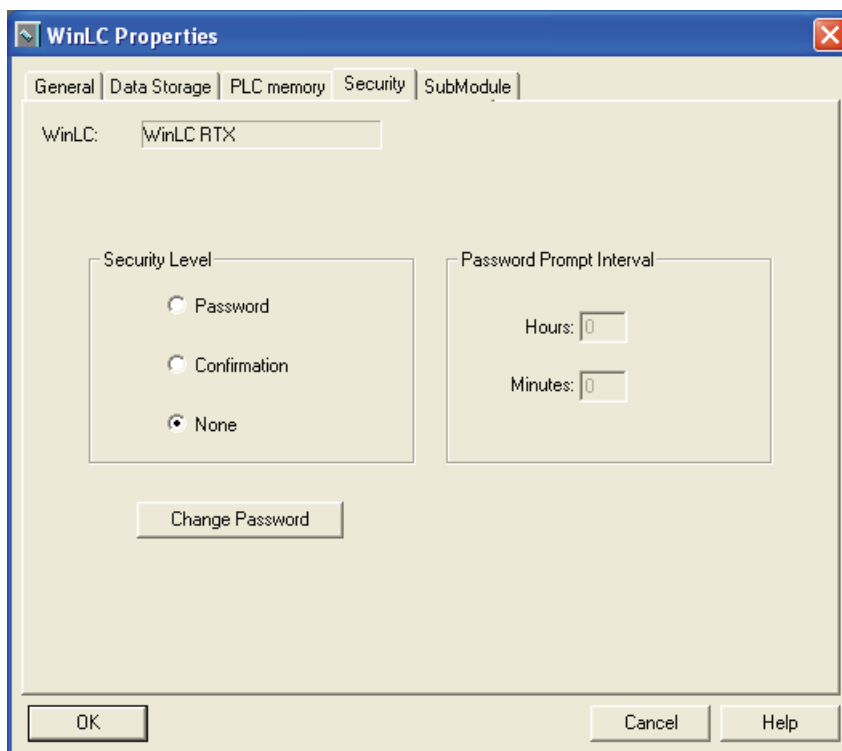 WinLC Properties
General Data Storage PLC memory Security SubModule
WinLC: WinLC RTX
Security Level
Password
Confirmation
None
Password Prompt Interval
Hours: 0
Minutes: 0
Change Password
OK Cancel Help